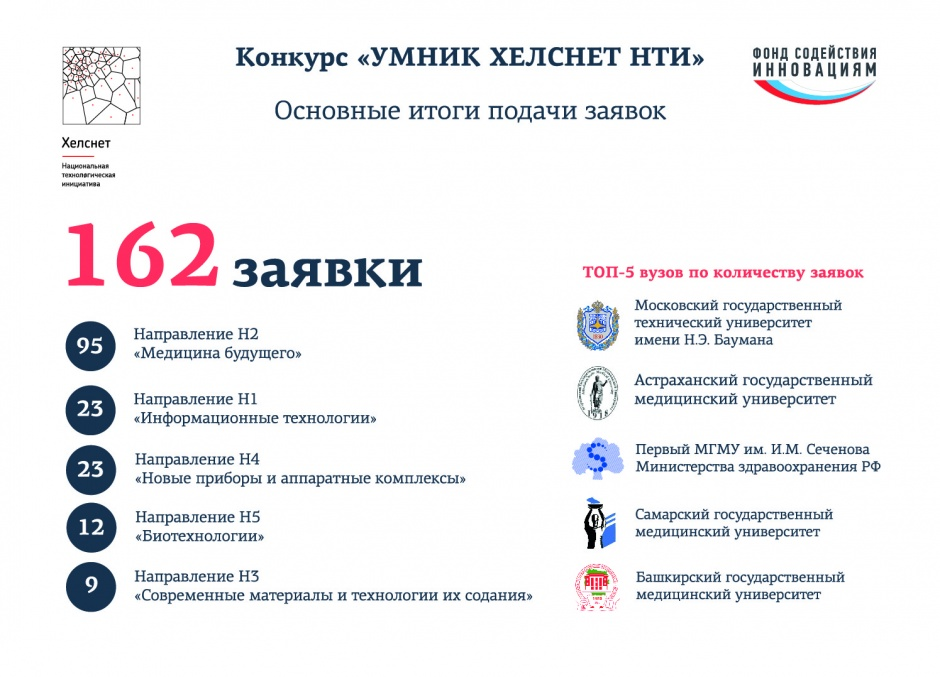 Конкурс «УМНИК ХЕЛСНЕТ НТИ»
Основные итоги подачи заявок
Хелснет
Национальная
технологическая
инициатива
ФОНД СОДЕЙСТВИЯ
ИННОВАЦИЯМ
162 заявки
95
Направление Н2
«Медицина будущего»
23
Направление Н1
«Информационные технологии»
23
Направление Н4
«Новые приборы и аппаратные комплексы»
12
Направление Н5
«Биотехнологии»
9
Направление Н3
«Современные материалы и технологии их содания»
ТОП-5 вузов по количеству заявок
Московский государственный
технический университет
имени Н.Э. Баумана
Астраханский государственный
медицинский университет
1918
Первый МГМУ им. И.М. Сеченова
Министерства здравоохранения РФ
Самарский государственный
медицинский университет
Башкирский государственный
медицинский университет